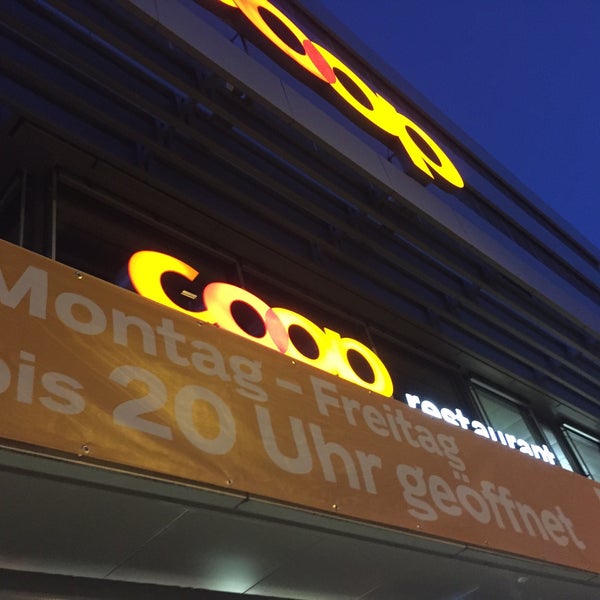 coop
coop
restaurant
Montag – Freitag
bis 20 Uhr geöffnet